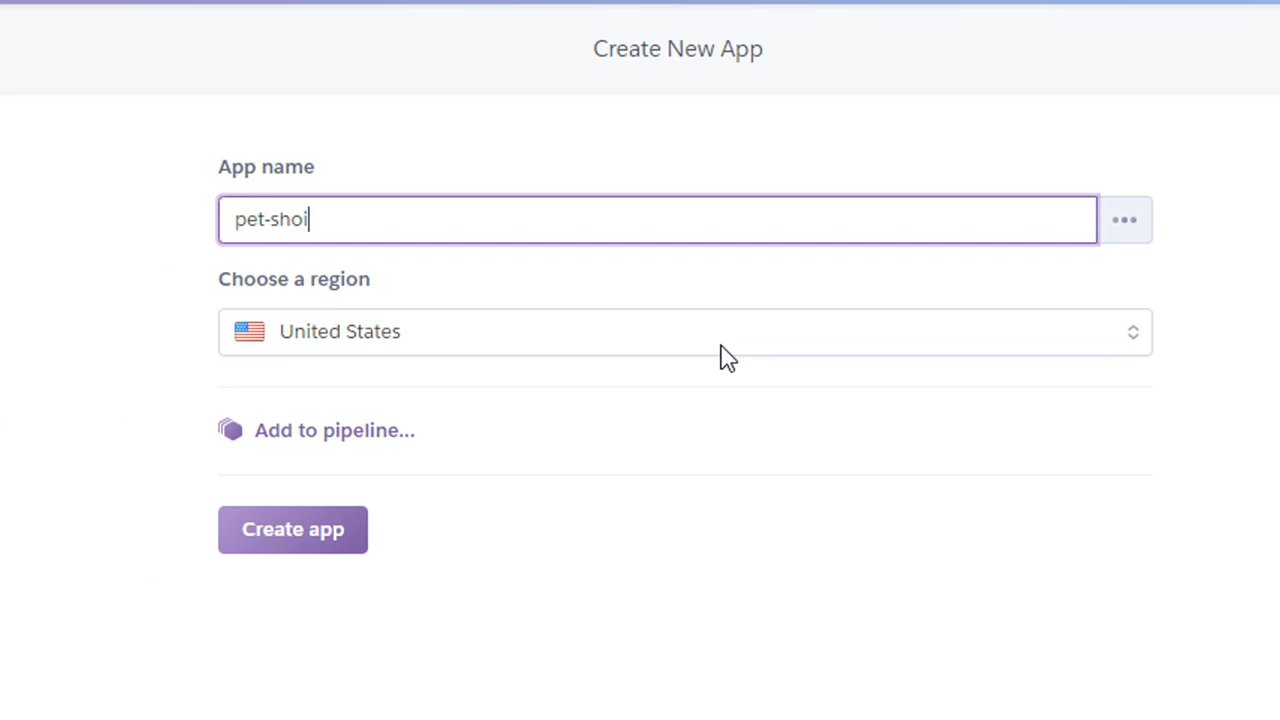 Create New App
App name
pet-shoi
Choose a region
United States
Add to pipeline...
Create app